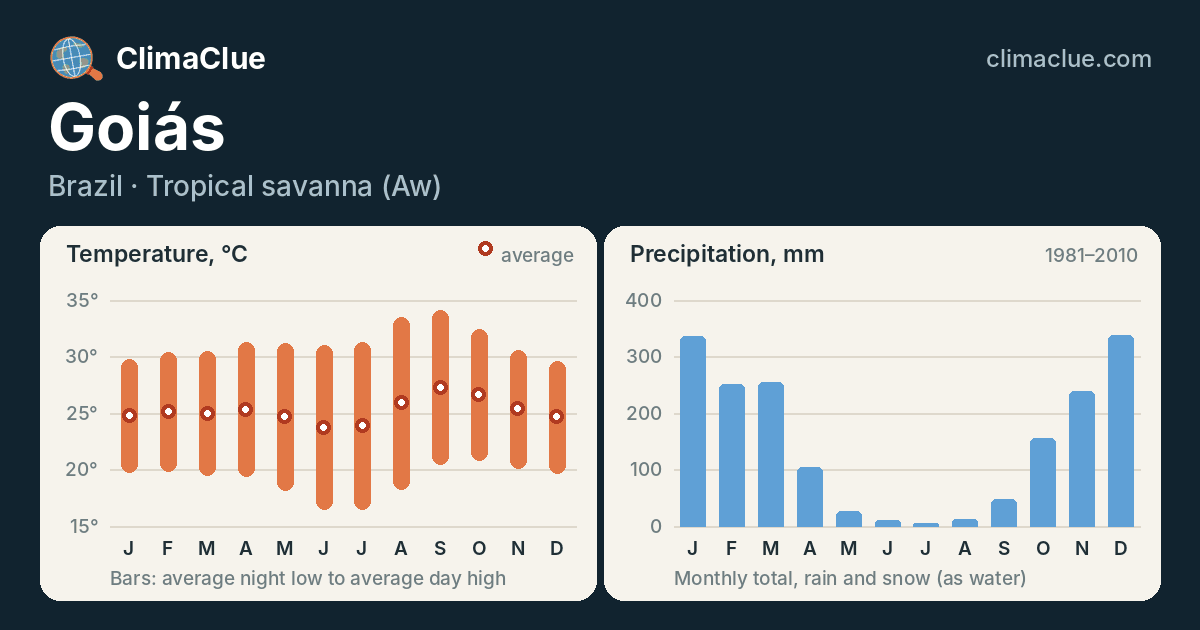 ClimaClue
climaclue.com
Goiás
Brazil · Tropical savanna (Aw)
Temperature, °C
average
35°
30°
25°
20°
15°
J F M A M J J A S O N D
Bars: average night low to average day high
Precipitation, mm
1981–2010
400
300
200
100
0
J F M A M J J A S O N D
Monthly total, rain and snow (as water)